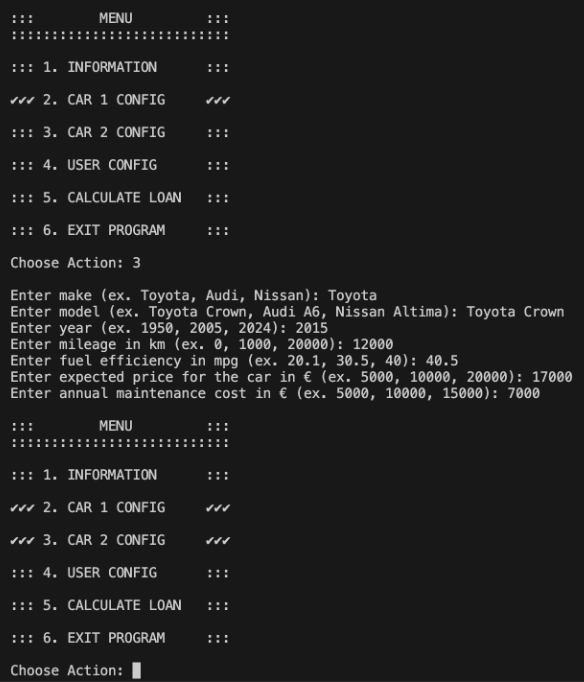 :::        MENU         :::
:::::::::::::::::::::::::::
::: 1. INFORMATION      :::
✔✔✔ 2. CAR 1 CONFIG     ✔✔✔
::: 3. CAR 2 CONFIG     :::
::: 4. USER CONFIG      :::
::: 5. CALCULATE LOAN   :::
::: 6. EXIT PROGRAM     :::
Choose Action: 3
Enter make (ex. Toyota, Audi, Nissan): Toyota
Enter model (ex. Toyota Crown, Audi A6, Nissan Altima): Toyota Crown
Enter year (ex. 1950, 2005, 2024): 2015
Enter mileage in km (ex. 0, 1000, 20000): 12000
Enter fuel efficiency in mpg (ex. 20.1, 30.5, 40): 40.5
Enter expected price for the car in € (ex. 5000, 10000, 20000): 17000
Enter annual maintenance cost in € (ex. 5000, 10000, 15000): 7000
:::        MENU         :::
:::::::::::::::::::::::::::
::: 1. INFORMATION      :::
✔✔✔ 2. CAR 1 CONFIG     ✔✔✔
✔✔✔ 3. CAR 2 CONFIG     ✔✔✔
::: 4. USER CONFIG      :::
::: 5. CALCULATE LOAN   :::
::: 6. EXIT PROGRAM     :::
Choose Action: